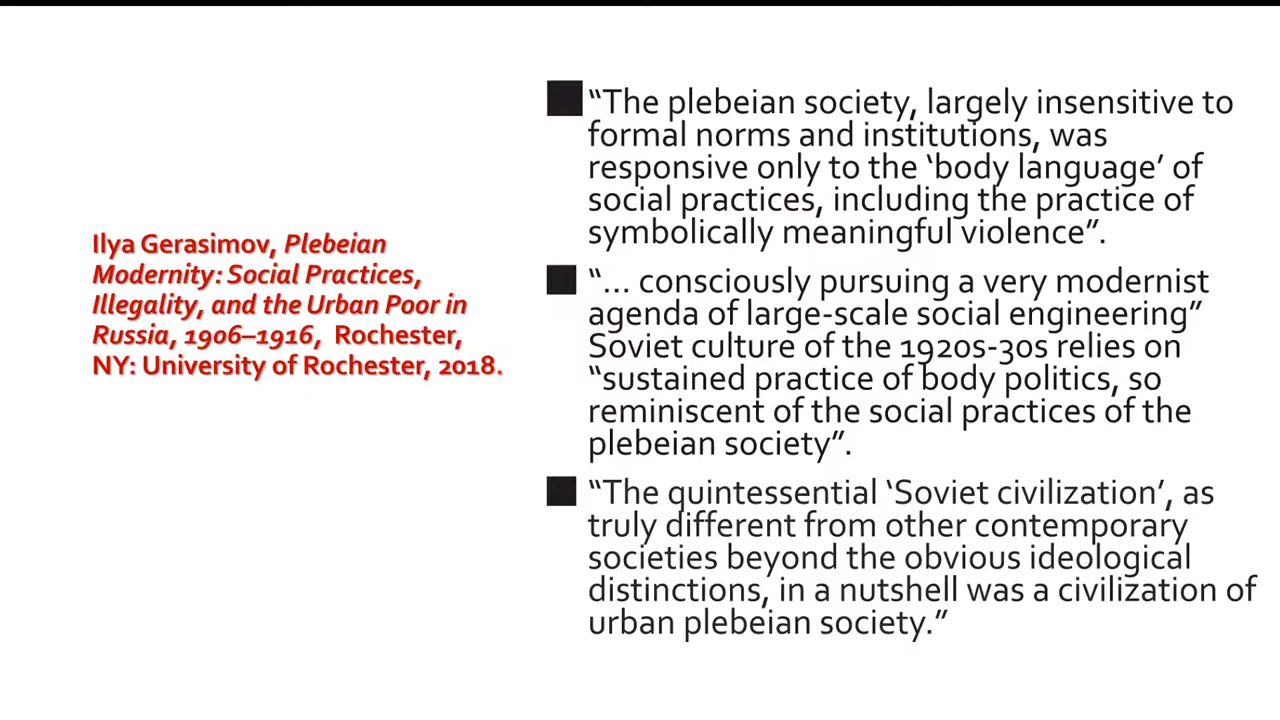 Ilya Gerasimov, Plebeian
Modernity: Social Practices,
Illegality, and the Urban Poor in
Russia, 1906–1916, Rochester,
NY: University of Rochester, 2018.
“The plebeian society, largely insensitive to
formal norms and institutions, was
responsive only to the ‘body language’ of
social practices, including the practice of
symbolically meaningful violence”.
“… consciously pursuing a very modernist
agenda of large-scale social engineering”
Soviet culture of the 1920s-30s relies on
“sustained practice of body politics, so
reminiscent of the social practices of the
plebeian society”.
“The quintessential ‘Soviet civilization’, as
truly different from other contemporary
societies beyond the obvious ideological
distinctions, in a nutshell was a civilization of
urban plebeian society.”